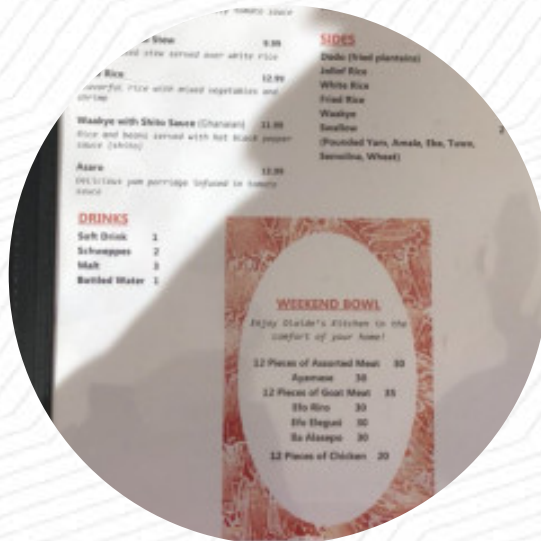 tomato sauce
Stew 9.99
stew served over white rice
Rice 12.99
flavorful rice with mixed vegetables and
shrimp
Waakye with Shito Sauce (Ghanaian) 11.99
Rice and beans served with hot black pepper
sauce (shito)
Asaro 13.99
Delicious yam porridge infused in tomato
sauce
DRINKS
Soft Drink 1
Schweppes 2
Malt 3
Bottled Water 1
SIDES
Dodo (fried plantains)
Jollof Rice
White Rice
Fried Rice
Waakye
Swallow 2
(Pounded Yam, Amala, Eba,
Semolina, Wheat)
WEEKEND BOWL
Enjoy Olaide's Kitchen in the
comfort of your home!
12 Pieces of Assorted Meat 30
Ayamase 30
12 Pieces of Goat Meat 35
Efo Riro 30
Efo Elegusi 30
Ila Alasepo 30
12 Pieces of Chicken 20